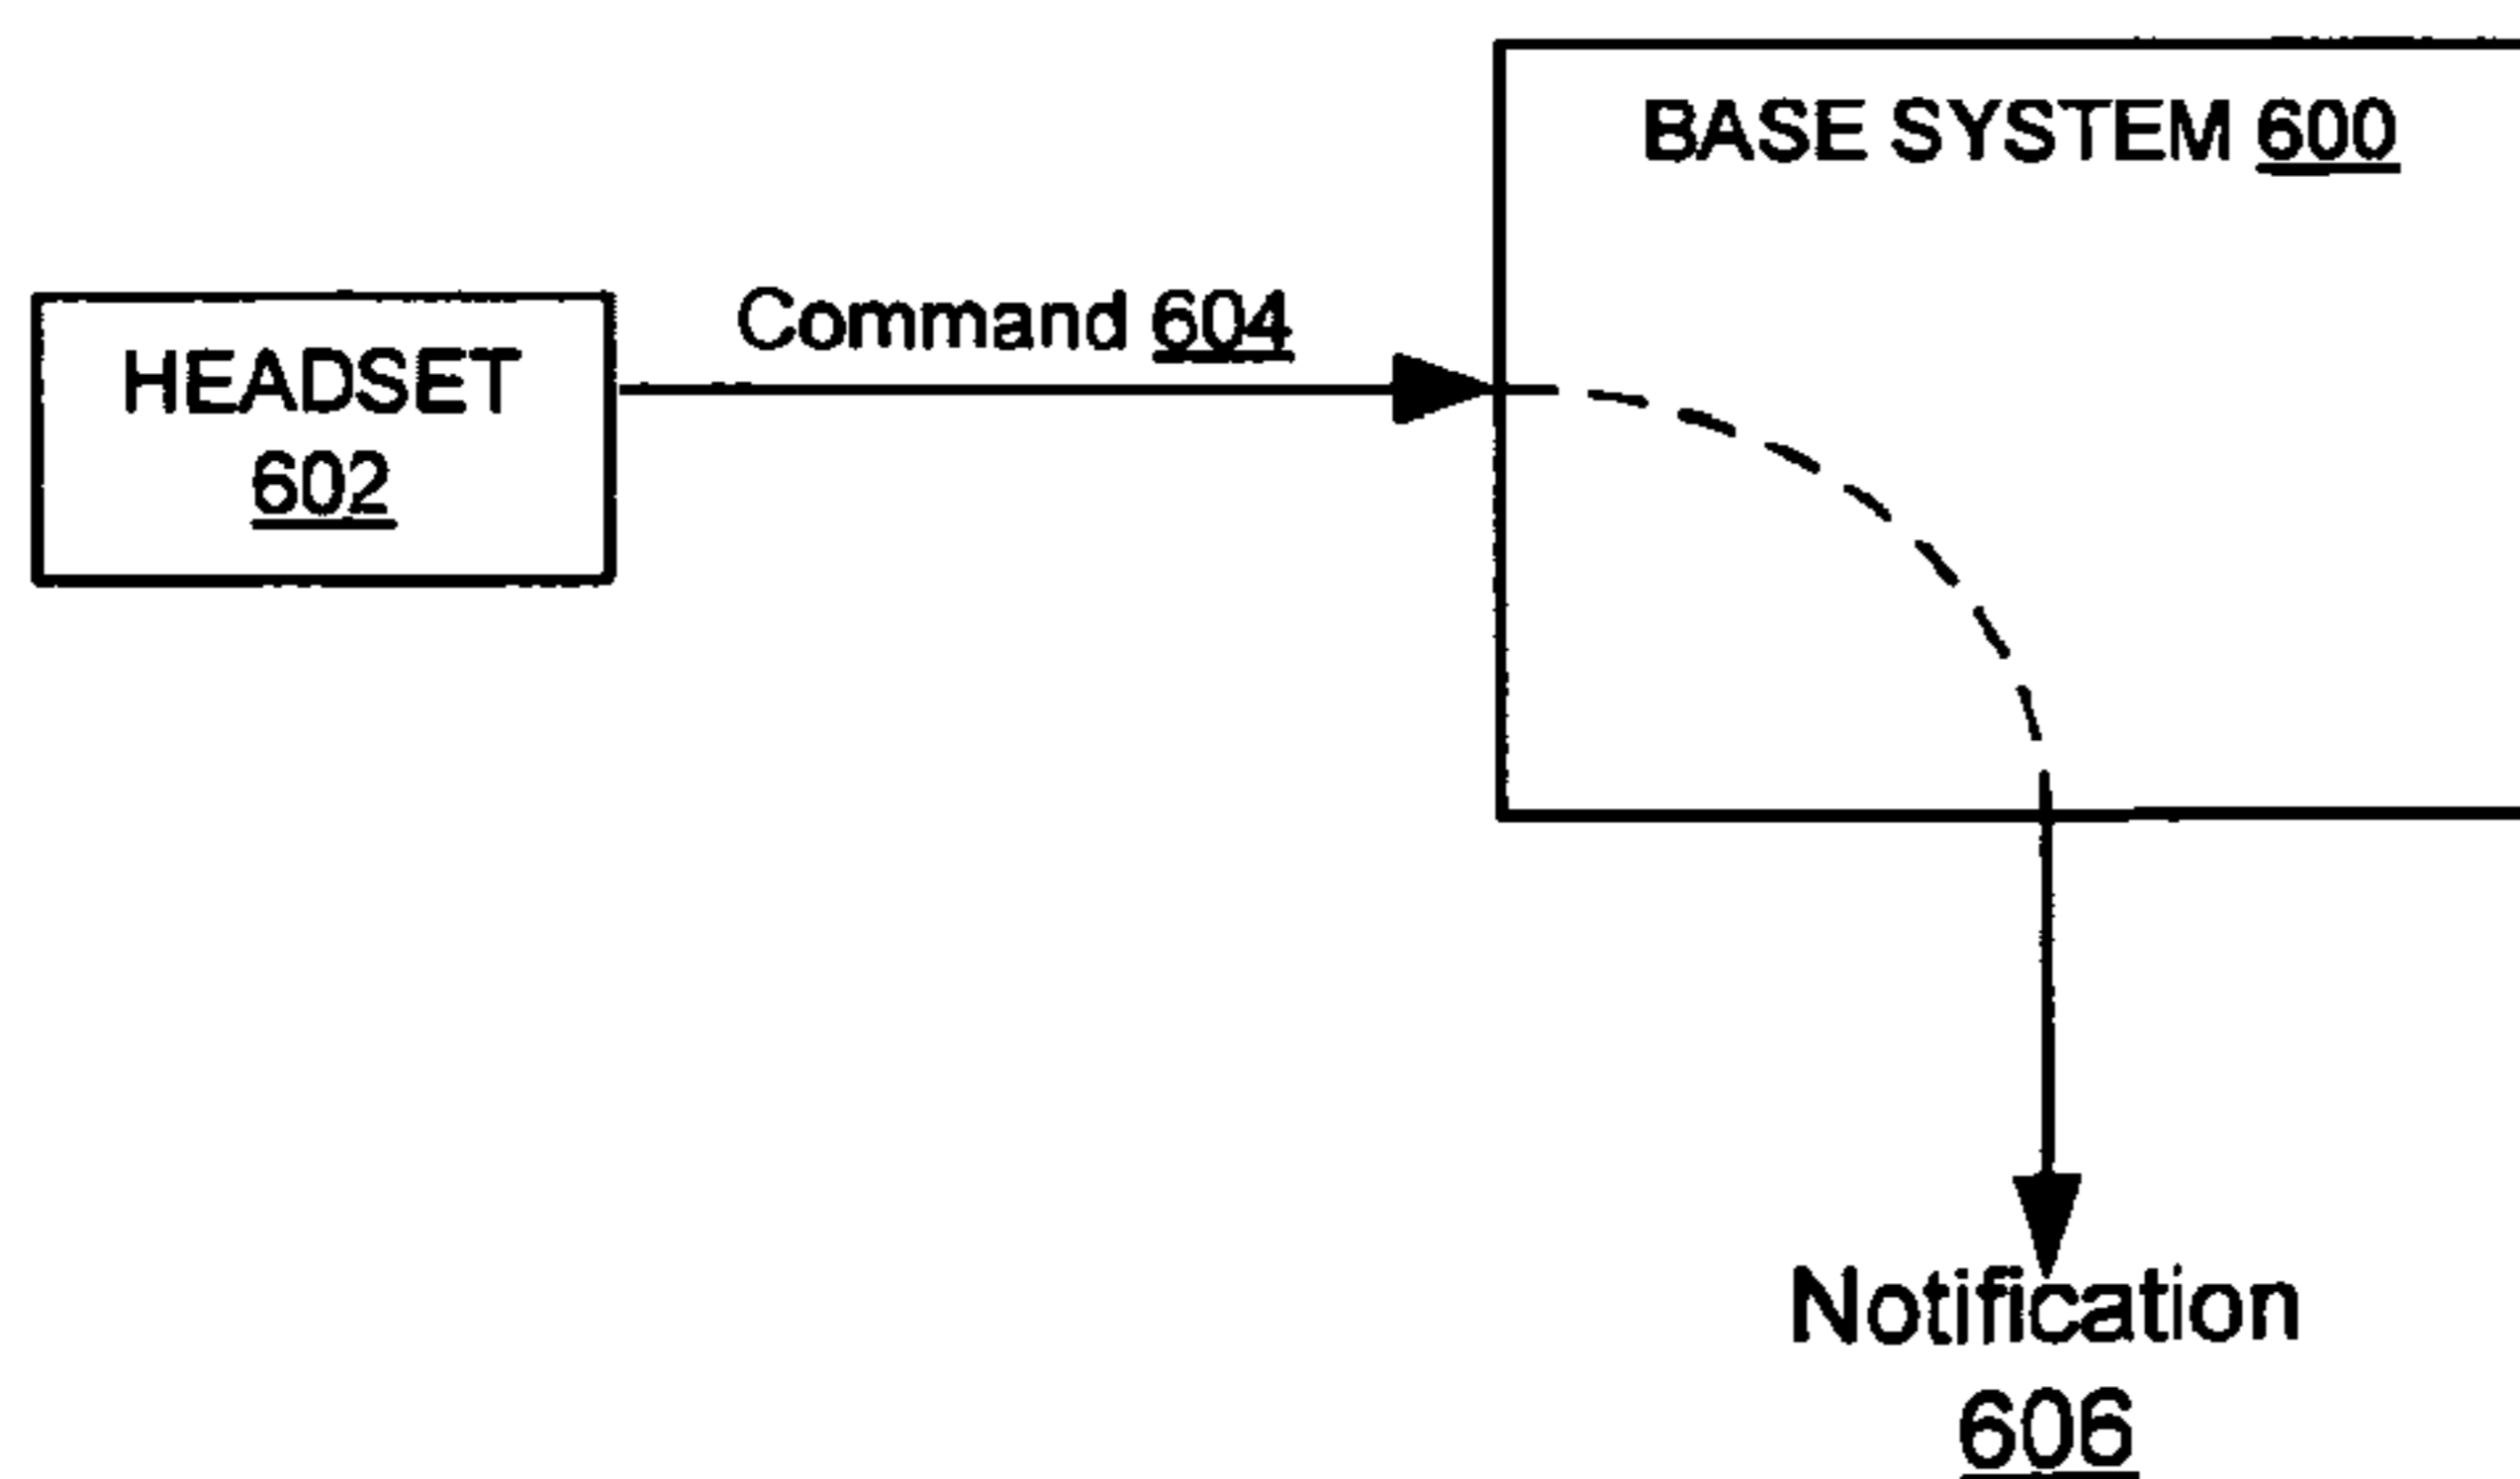 BASE SYSTEM 600
Command 604
HEADSET
602
Notification
606